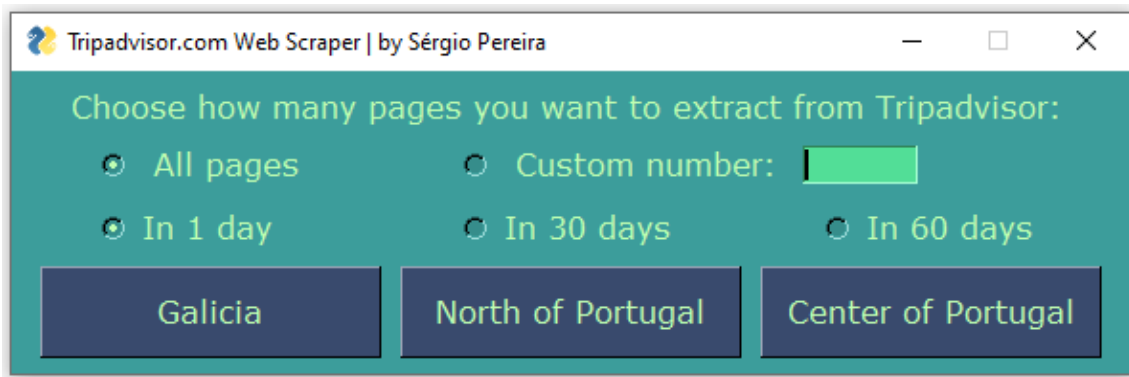 Tripadvisor.com Web Scraper | by Sérgio Pereira
Choose how many pages you want to extract from Tripadvisor:
All pages Custom number:
In 1 day In 30 days In 60 days
Galicia North of Portugal Center of Portugal